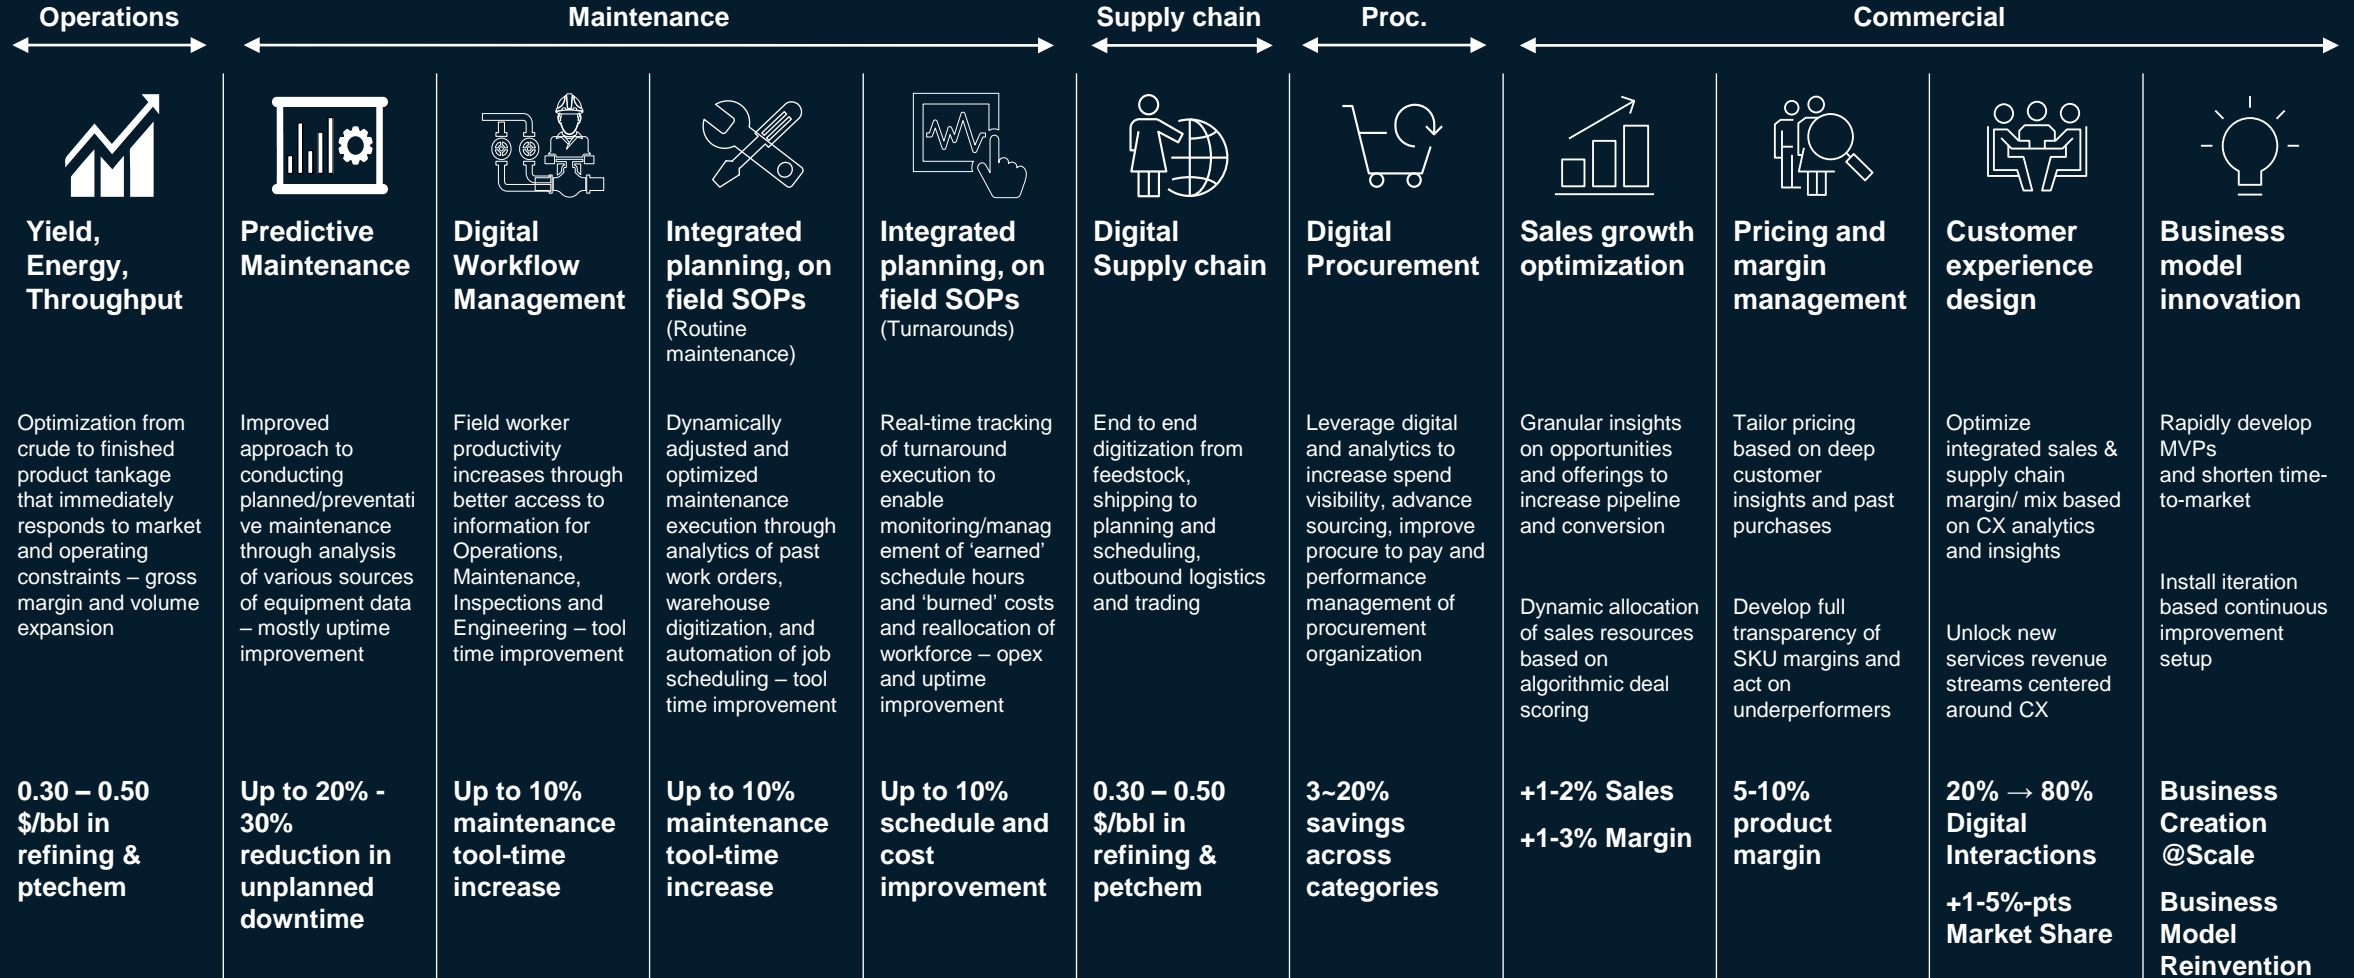 Operations
Maintenance
Supply chain
Proc.
Commercial
Yield,
Energy,
Throughput
Optimization from
crude to finished
product tankage
that immediately
responds to market
and operating
constraints – gross
margin and volume
expansion
0.30 – 0.50
$/bbl in
refining &
ptechem
Predictive
Maintenance
Improved
approach to
conducting
planned/preventati
ve maintenance
through analysis
of various sources
of equipment data
– mostly uptime
improvement
Up to 20% -
30%
reduction in
unplanned
downtime
Digital
Workflow
Management
Field worker
productivity
increases through
better access to
information for
Operations,
Maintenance,
Inspections and
Engineering – tool
time improvement
Up to 10%
maintenance
tool-time
increase
Integrated
planning, on
field SOPs
(Routine
maintenance)
Dynamically
adjusted and
optimized
maintenance
execution through
analytics of past
work orders,
warehouse
digitization, and
automation of job
scheduling – tool
time improvement
Up to 10%
maintenance
tool-time
increase
Integrated
planning, on
field SOPs
(Turnarounds)
Real-time tracking
of turnaround
execution to
enable
monitoring/manag
ement of ‘earned’
schedule hours
and ‘burned’ costs
and reallocation of
workforce – opex
and uptime
improvement
Up to 10%
schedule and
cost
improvement
Digital
Supply chain
End to end
digitization from
feedstock,
shipping to
planning and
scheduling,
outbound logistics
and trading
0.30 – 0.50
$/bbl in
refining &
petchem
Digital
Procurement
Leverage digital
and analytics to
increase spend
visibility, advance
sourcing, improve
procure to pay and
performance
management of
procurement
organization
3~20%
savings
across
categories
Sales growth
optimization
Granular insights
on opportunities
and offerings to
increase pipeline
and conversion
Dynamic allocation
of sales resources
based on
algorithmic deal
scoring
+1-2% Sales
+1-3% Margin
Pricing and
margin
management
Tailor pricing
based on deep
customer
insights and past
purchases
Develop full
transparency of
SKU margins and
act on
underperformers
5-10%
product
margin
Customer
experience
design
Optimize
integrated sales &
supply chain
margin/ mix based
on CX analytics
and insights
Unlock new
services revenue
streams centered
around CX
20% → 80%
Digital
Interactions
+1-5%-pts
Market Share
Business
model
innovation
Rapidly develop
MVPs
and shorten time-
to-market
Install iteration
based continuous
improvement
setup
Business
Creation
@Scale
Business
Model
Reinvention